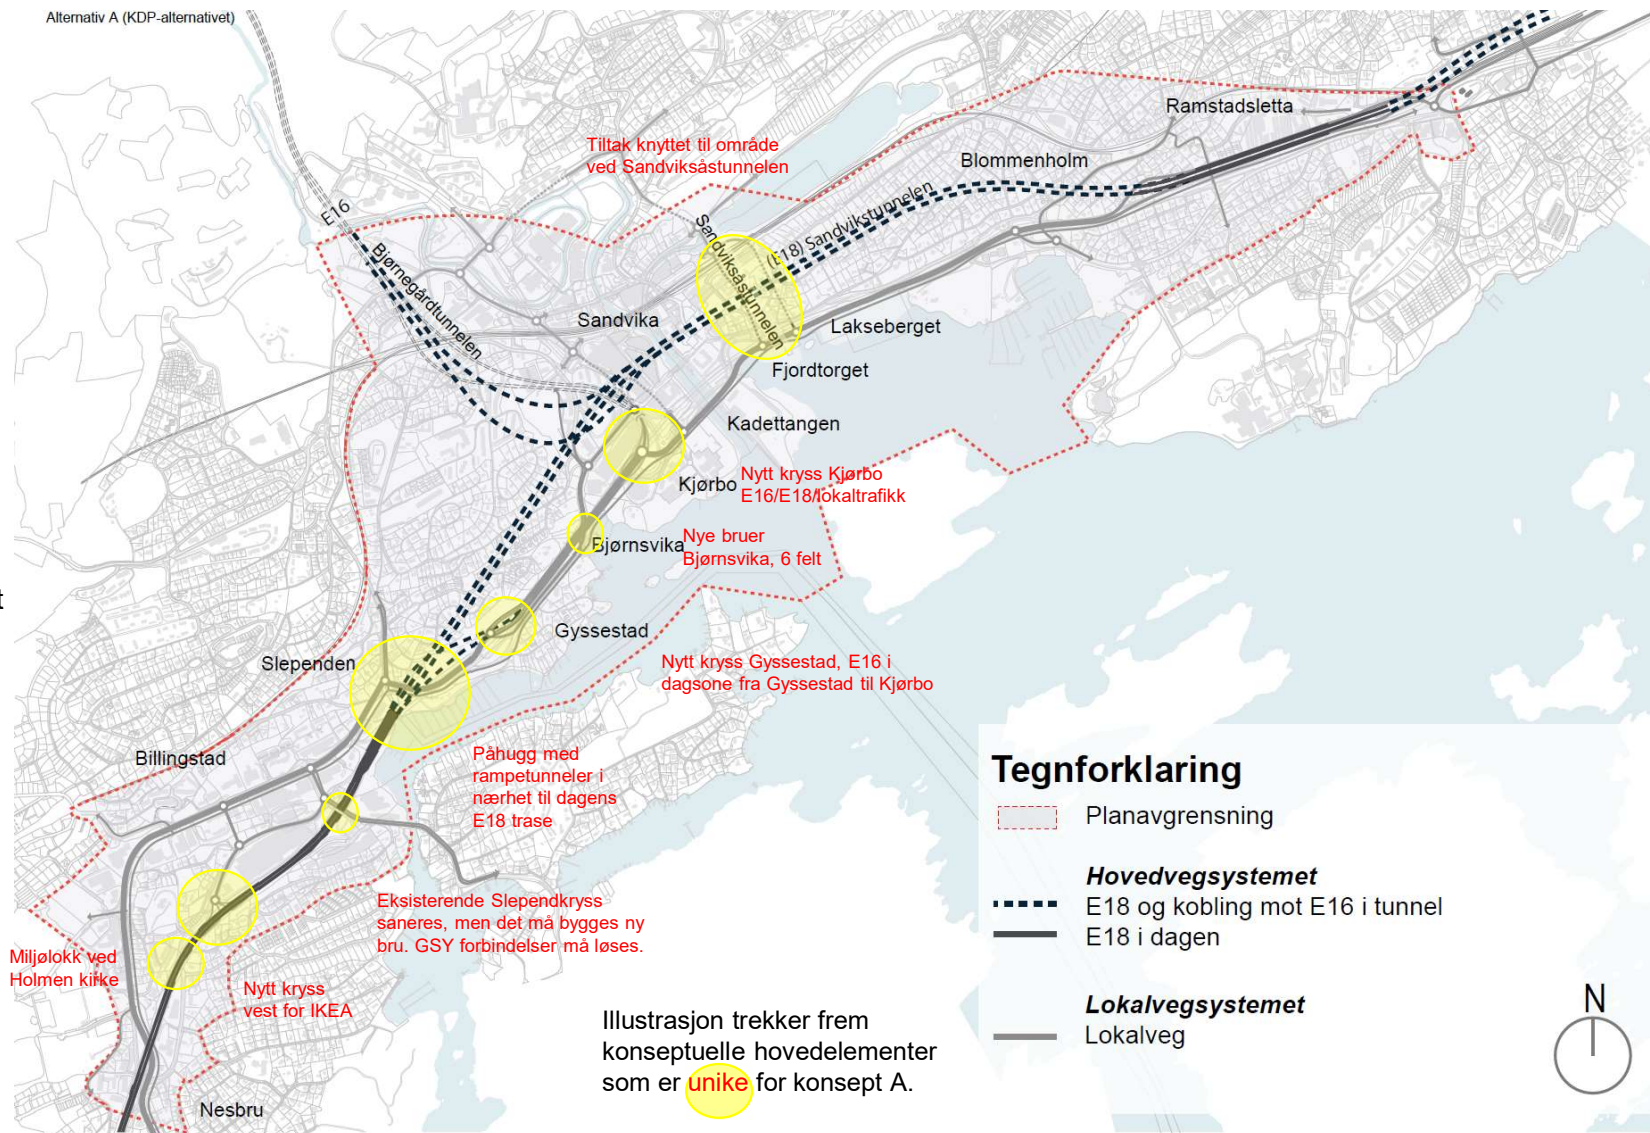 Alternativ A (KDP-alternativet)
Ramstadsletta
Tiltak knyttet til område
ved Sandviksåstunnelen
Blommenholm
E16
(E18) Sandvikstunnelen
Sandviksåstunnelen
Bjørnegårdtunnelen
Sandvika
Lakseberget
Fjordtorget
Kadettangen
Nytt kryss Kjørbo
E16/E18/lokaltrafikk
Kjørbo
Bjørnsvika
Nye bruer
Bjørnsvika, 6 felt
t
Gyssestad
Slependen
Nytt kryss Gyssestad, E16 i
dagsone fra Gyssestad til Kjørbo
Billingstad
Påhugg med
rampetunneler i
nærhet til dagens
E18 trase
Eksisterende Slependkryss
saneres, men det må bygges ny
bru. GSY forbindelser må løses.
Miljølokk ved
Holmen kirke
Nytt kryss
vest for IKEA
Nesbru
Illustrasjon trekker frem
konseptuelle hovedelementer
som er unike for konsept A.
Tegnforklaring
Planavgrensning
Hovedvegsystemet
E18 og kobling mot E16 i tunnel
E18 i dagen
Lokalvegsystemet
Lokalveg
N